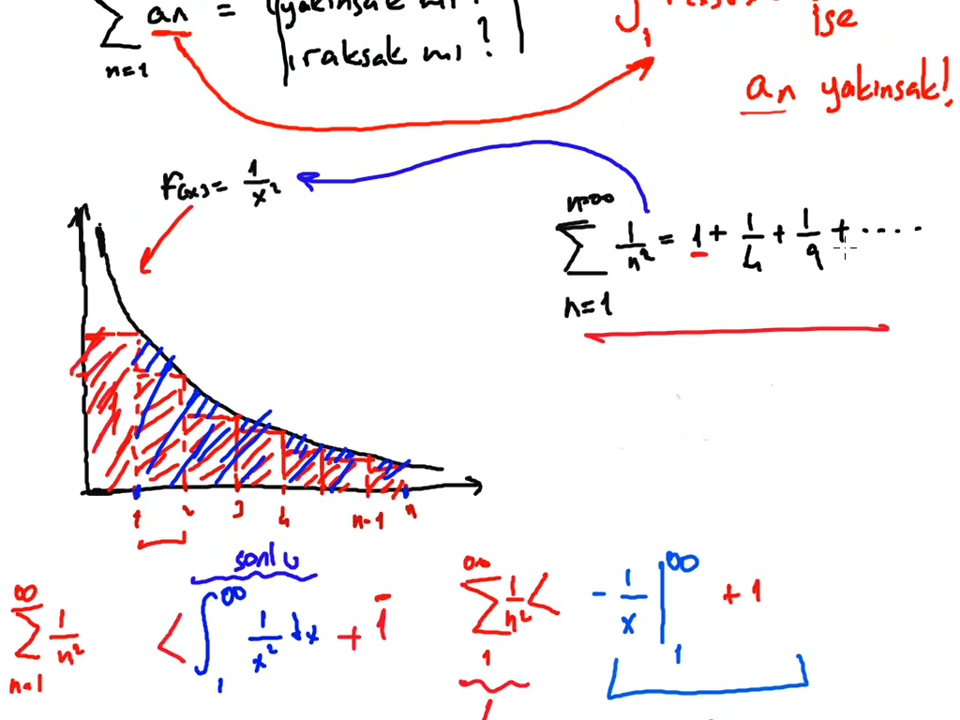 ∑ an =
n=1
yakınsak mı?
ıraksak mı ?
∫
1
ise
an yakınsak!
F(x) = 1/x²
n=∞
∑ 1/n² = 1 + 1/4 + 1/9 + ....
n=1
1 2 3 4 n-1 n
sonlu
∞
∑ 1/n² < ∫₁^∞ 1/x² dx + 1
n=1
∞
∑ 1/n² < - 1/x |₁^∞ + 1
1